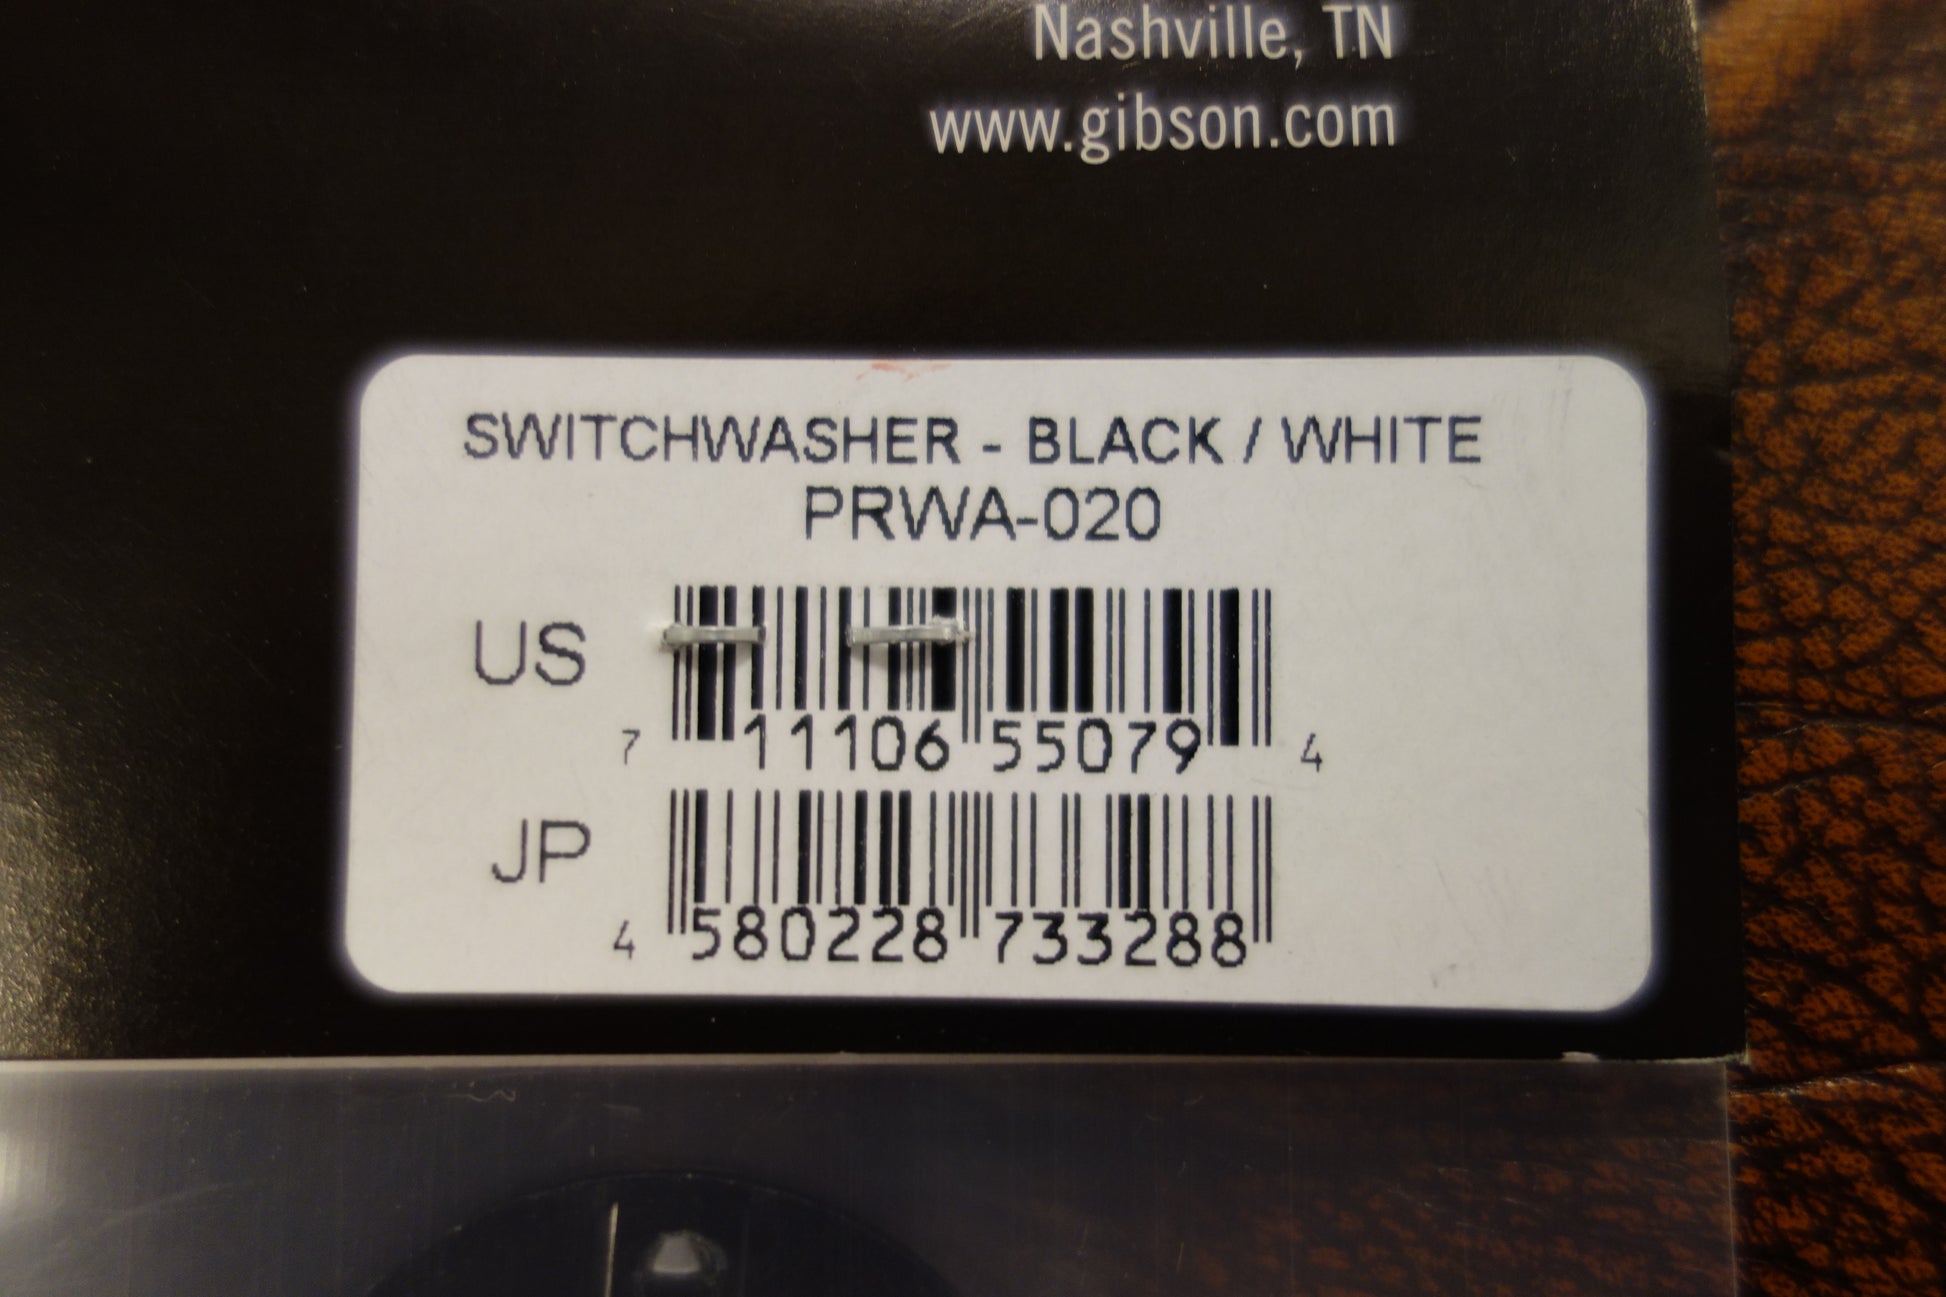 Nashville, TN
www.gibson.com
SWITCHWASHER - BLACK / WHITE
PRWA-020
US
7 11106 55079 4
JP
4 580228 733288